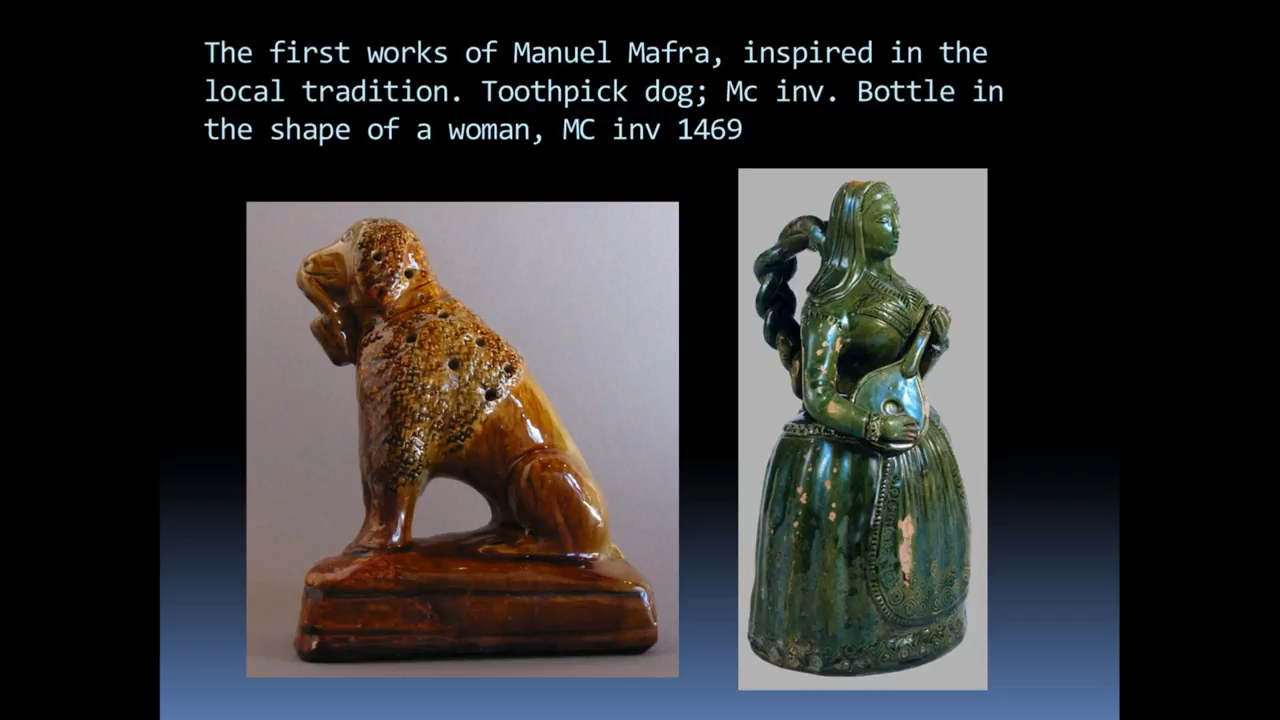 The first works of Manuel Mafra, inspired in the
local tradition. Toothpick dog; Mc inv. Bottle in
the shape of a woman, MC inv 1469